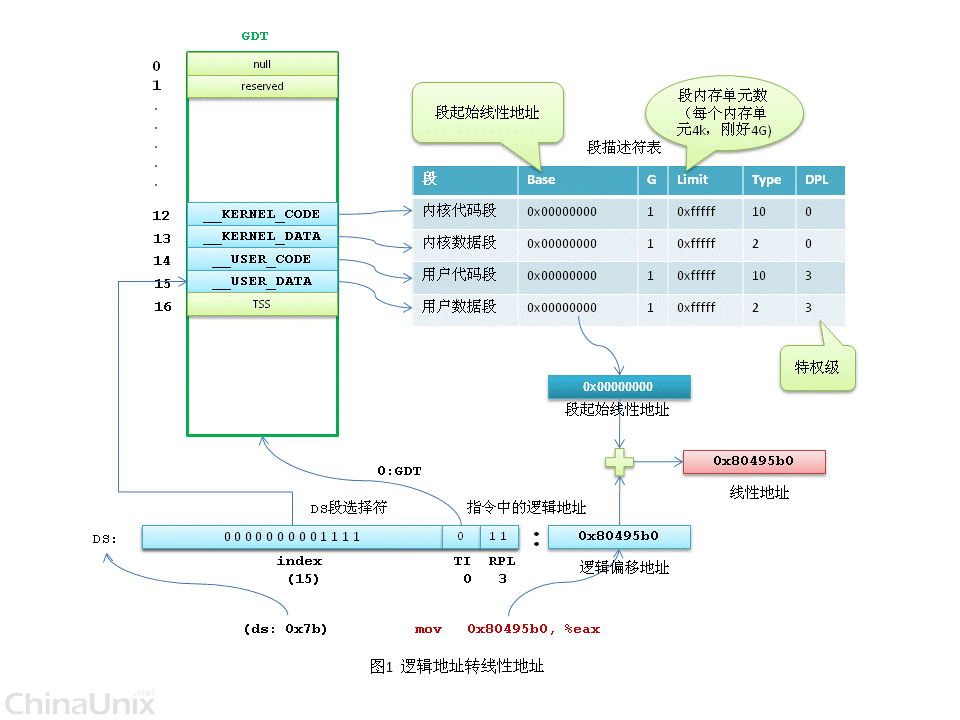 GDT
0 null
1 reserved
.
.
.
.
.
12 __KERNEL_CODE
13 __KERNEL_DATA
14 __USER_CODE
15 __USER_DATA
16 TSS
段起始线性地址
段内存单元数
（每个内存单
元4k，刚好4G)
段描述符表
段 Base G Limit Type DPL
内核代码段 0x00000000 1 0xfffff 10 0
内核数据段 0x00000000 1 0xfffff 2 0
用户代码段 0x00000000 1 0xfffff 10 3
用户数据段 0x00000000 1 0xfffff 2 3
特权级
0x00000000
段起始线性地址
0x80495b0
线性地址
0:GDT
DS段选择符
指令中的逻辑地址
DS: 0000000001111 0 11 : 0x80495b0
index TI RPL
(15) 0 3
逻辑偏移地址
(ds: 0x7b)
mov 0x80495b0, %eax
图1 逻辑地址转线性地址
ChinaUnix.net